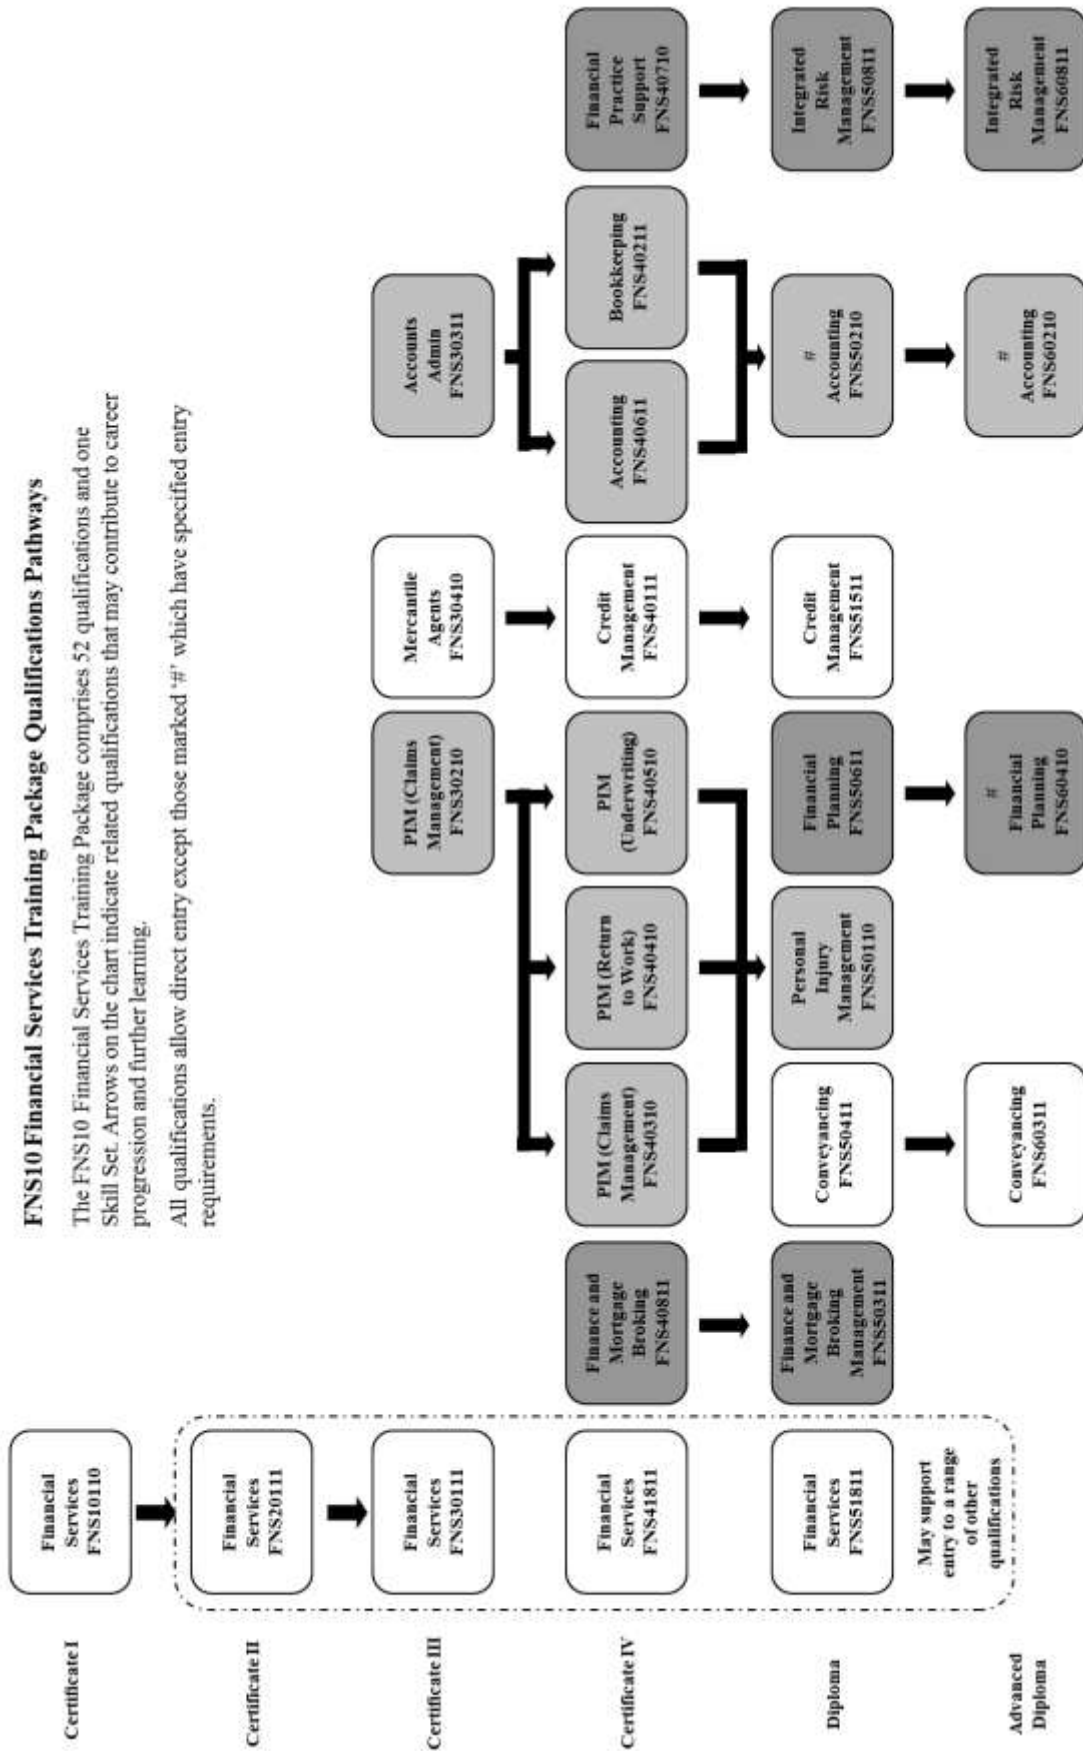 FNS10 Financial Services Training Package Qualifications Pathways
The FNS10 Financial Services Training Package comprises 52 qualifications and one
Skill Set. Arrows on the chart indicate related qualifications that may contribute to career
progression and further learning.
All qualifications allow direct entry except those marked ‘#’ which have specified entry
requirements.
Certificate I
Financial
Services
FNS10110
Certificate II
Financial
Services
FNS20111
Certificate III
Financial
Services
FNS30111
PIM (Claims
Management)
FNS30210
Mercantile
Agents
FNS30410
Accounts
Admin
FNS30311
Certificate IV
Financial
Services
FNS41811
Finance and
Mortgage
Broking
FNS40811
PIM (Claims
Management)
FNS40310
PIM (Return
to Work)
FNS40410
PIM
(Underwriting)
FNS40510
Credit
Management
FNS40111
Accounting
FNS40611
Bookkeeping
FNS40211
Financial
Practice
Support
FNS40710
Diploma
Financial
Services
FNS51811
Finance and
Mortgage
Broking
Management
FNS50311
Conveyancing
FNS50411
Personal
Injury
Management
FNS50110
Financial
Planning
FNS50611
Credit
Management
FNS51511
#
Accounting
FNS50210
Integrated
Risk
Management
FNS50811
May support
entry to a range
of other
qualifications
Advanced
Diploma
Conveyancing
FNS60311
#
Financial
Planning
FNS60410
#
Accounting
FNS60210
Integrated
Risk
Management
FNS60811